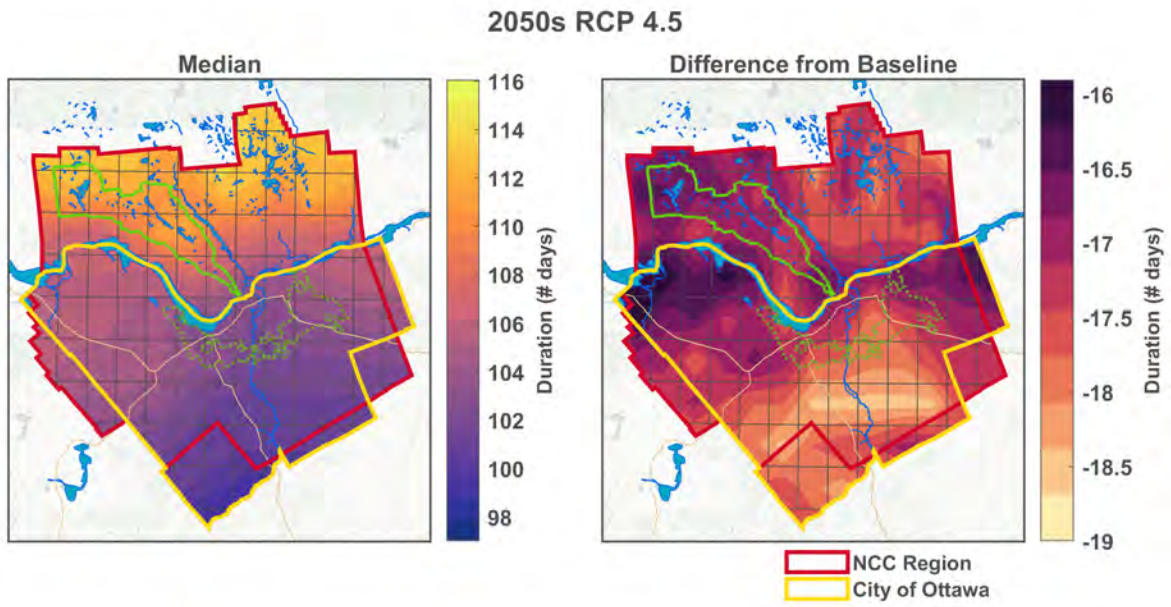 2050s RCP 4.5
Median
Difference from Baseline
116
114
112
110
108
106
104
102
100
98
Duration (# days)
-16
-16.5
-17
-17.5
-18
-18.5
-19
Duration (# days)
NCC Region
City of Ottawa